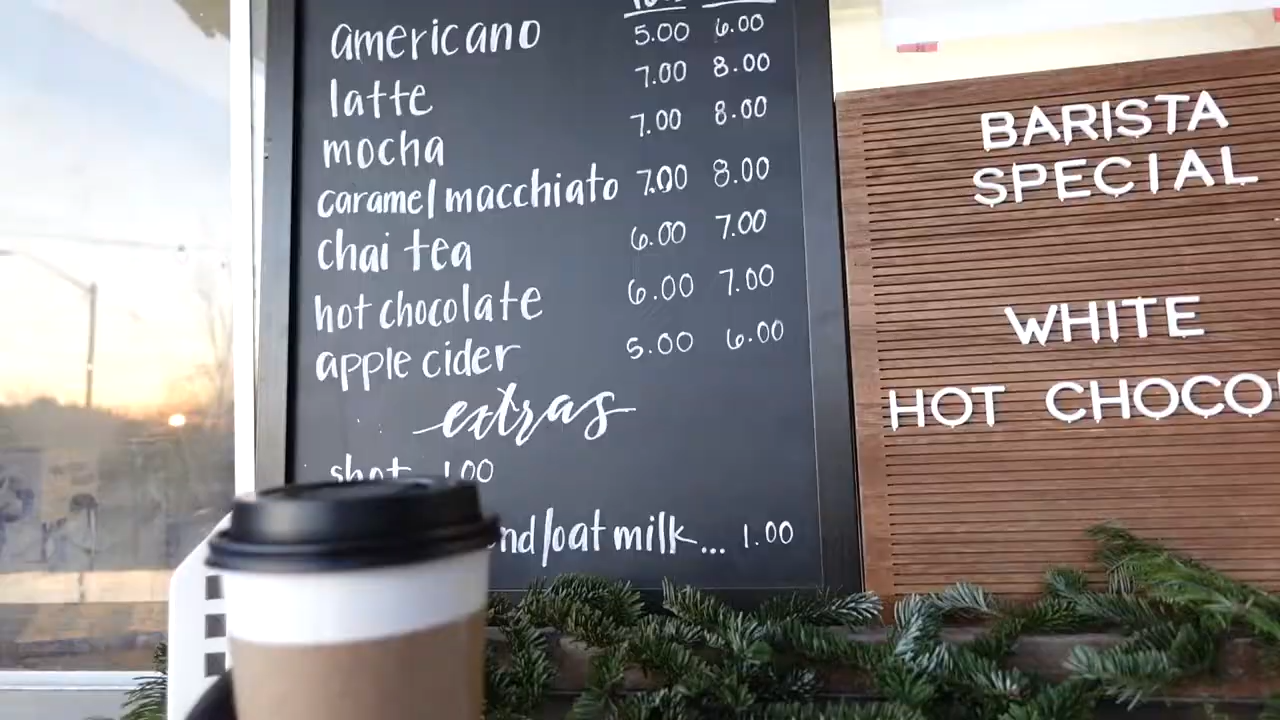 americano 5.00 6.00
latte 7.00 8.00
mocha 7.00 8.00
caramel macchiato 7.00 8.00
chai tea 6.00 7.00
hot chocolate 6.00 7.00
apple cider 5.00 6.00
extras
shot 1.00
/oat milk... 1.00
BARISTA
SPECIAL
WHITE
HOT CHOCO